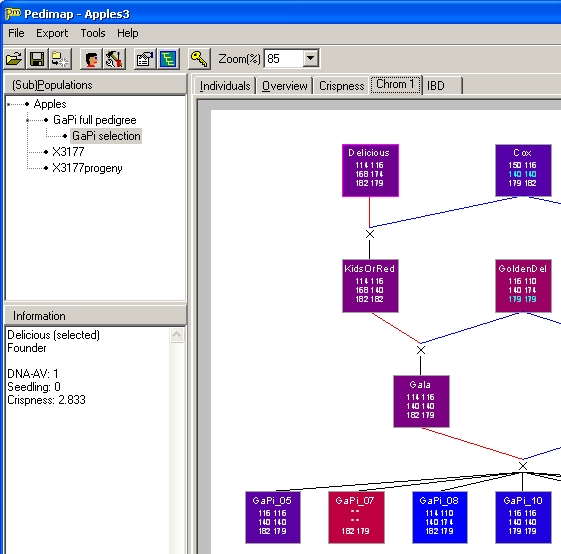 Pedimap - Apples3
File Export Tools Help
Zoom(%) 85
(Sub)Populations
Apples
GaPi full pedigree
GaPi selection
X3177
X3177progeny
Information
Delicious (selected)
Founder
DNA-AV: 1
Seedling: 0
Crispness: 2.833
Individuals Overview Crispness Chrom 1 IBD
Delicious
114 116
168 174
182 179
Cox
150 116
140 140
179 182
KidsOrRed
114 116
168 140
182 182
GoldenDel
116 110
140 174
179 179
Gala
114 116
140 140
182 179
GaPi_05
116 116
140 140
182 179
GaPi_07
- -
- -
182 179
GaPi_08
114 110
140 174
182 179
GaPi_10
116 116
140 140
182 179